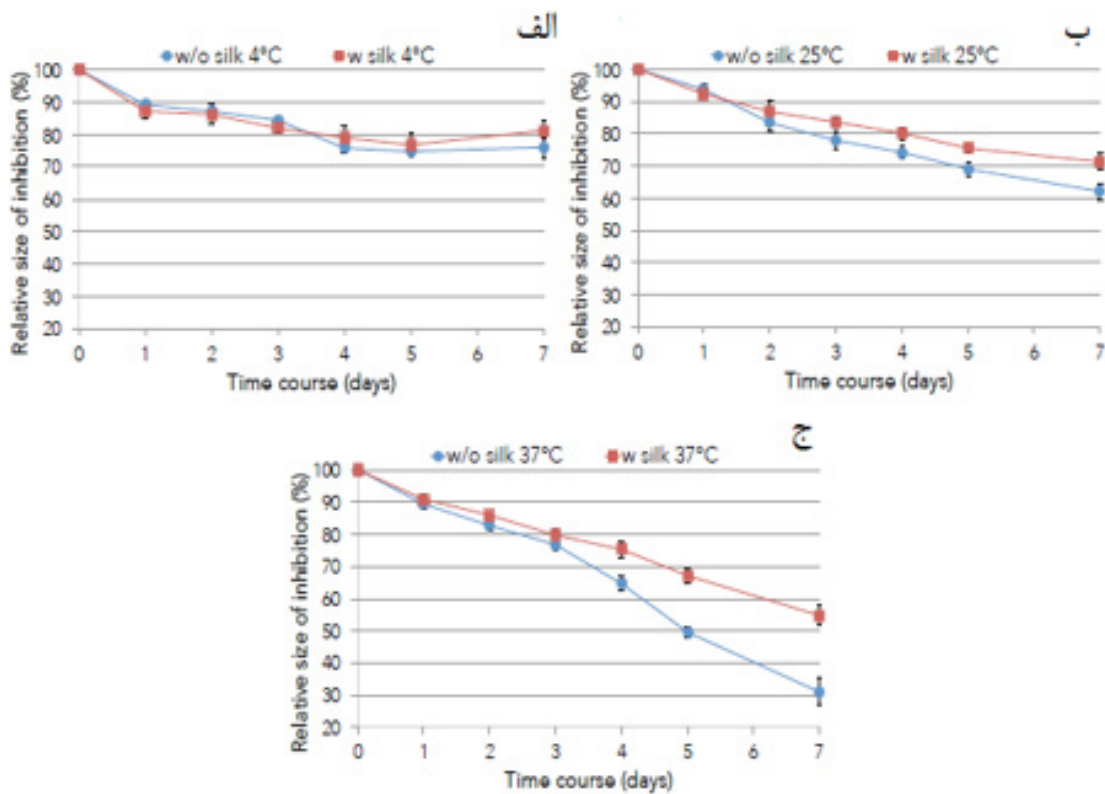 الف
w/o silk 4°C w silk 4°C
Relative size of inhibition (%)
100
90
80
70
60
50
40
30
20
0 1 2 3 4 5 6 7
Time course (days)
ب
w/o silk 25°C w silk 25°C
Relative size of inhibition (%)
100
90
80
70
60
50
40
30
20
0 1 2 3 4 5 6 7
Time course (days)
ج
w/o silk 37°C w silk 37°C
Relative size of inhibition (%)
100
90
80
70
60
50
40
30
20
0 1 2 3 4 5 6 7
Time course (days)